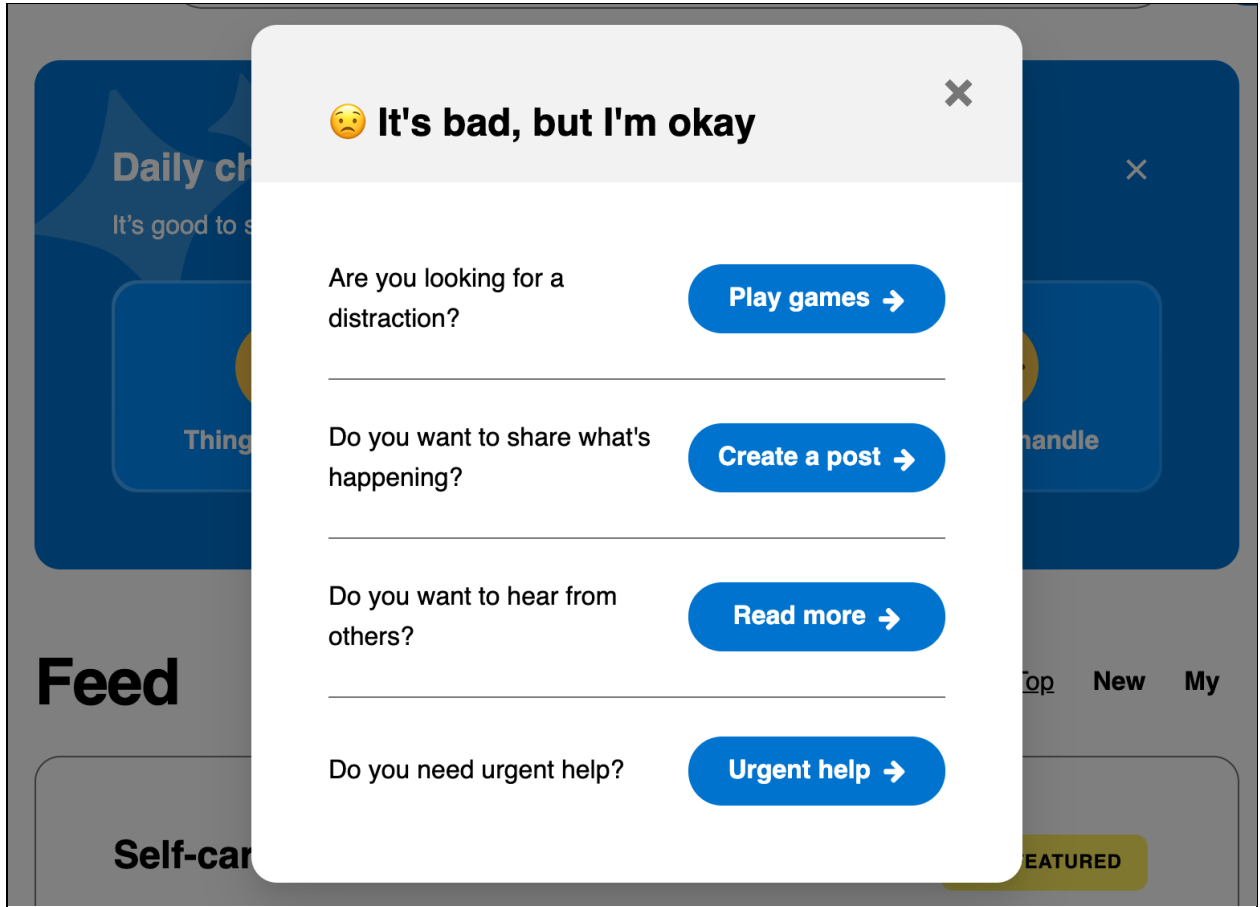 😟 It's bad, but I'm okay
Daily
It's good to
Are you looking for a
distraction?
Play games →
Thing
handle
Do you want to share what's
happening?
Create a post →
Do you want to hear from
others?
Read more →
Feed
Top New My
Do you need urgent help?
Urgent help →
Self-car
FEATURED